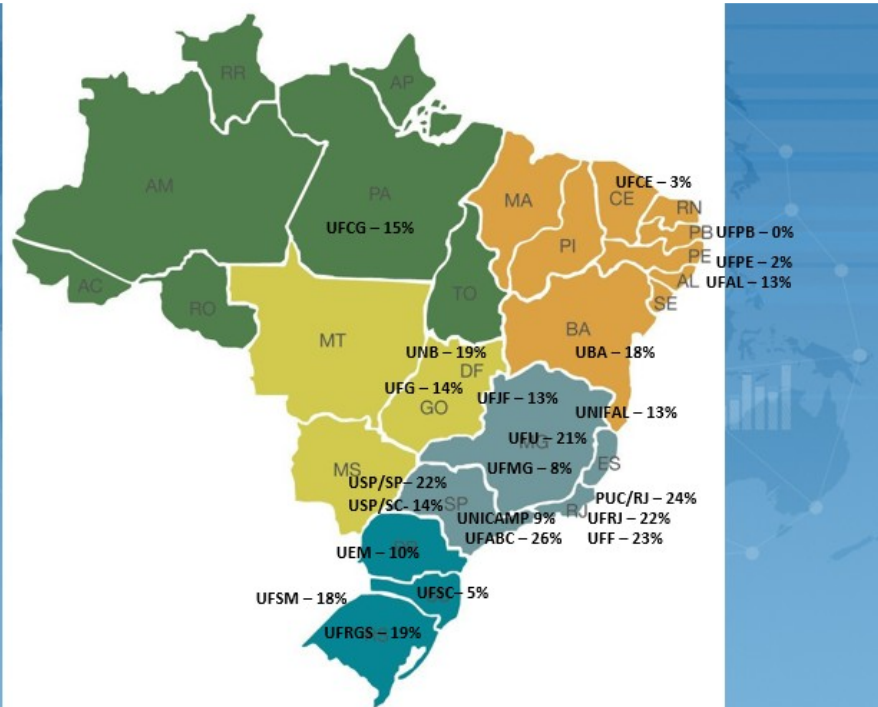 RR
AP
AM
PA
UFCG – 15%
MA
UFCE – 3%
CE
RN
PI
PB UFPB – 0%
PE
UFPE – 2%
AL
UFAL – 13%
SE
AC
RO
TO
BA
UBA – 18%
MT
UNB – 19%
DF
UFG – 14%
GO
UFJF – 13%
UNIFAL – 13%
UFU – 21%
MG
UFMG – 8%
ES
MS
USP/SP– 22%
USP/SC- 14%
SP
UNICAMP 9%
UFABC – 26%
RJ
PUC/RJ – 24%
UFRJ – 22%
UFF – 23%
UEM – 10%
UFSC– 5%
UFSM – 18%
UFRGS – 19%